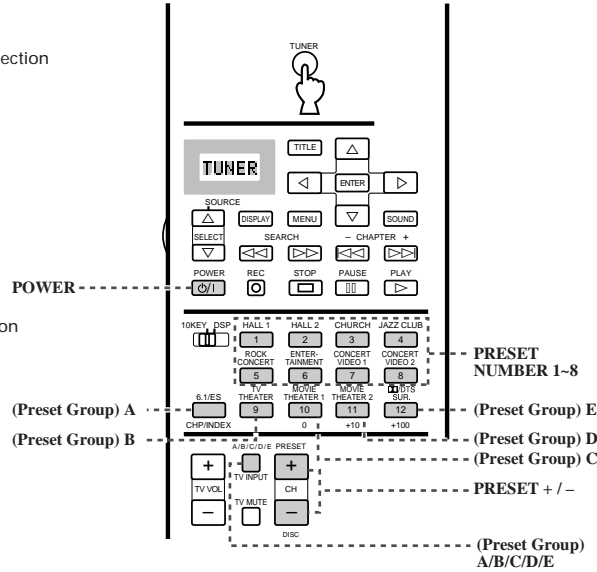 TUNER
ection
TUNER
TITLE
ENTER
SOURCE
DISPLAY MENU SOUND
SELECT SEARCH – CHAPTER +
POWER REC STOP PAUSE PLAY
POWER
on
10KEY DSP HALL 1 HALL 2 CHURCH JAZZ CLUB
1 2 3 4
ROCK CONCERT ENTER-TAINMENT CONCERT VIDEO 1 CONCERT VIDEO 2
5 6 7 8
PRESET
NUMBER 1~8
6.1/ES TV THEATER MOVIE THEATER 1 MOVIE THEATER 2 /DTS SUR.
9 10 11 12
(Preset Group) A
(Preset Group) E
CHP/INDEX 0 +10 +100
(Preset Group) B
(Preset Group) D
(Preset Group) C
A/B/C/D/E PRESET
+ TV INPUT +
TV VOL CH
PRESET + / –
– TV MUTE –
DISC
(Preset Group)
A/B/C/D/E